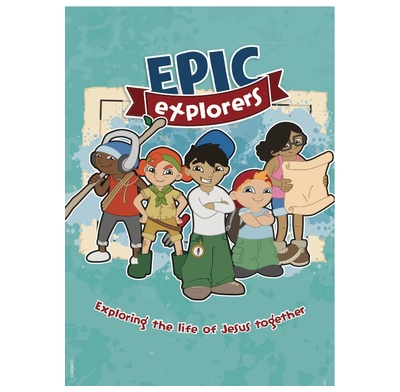 EPIC
explorers
Exploring the life of Jesus together